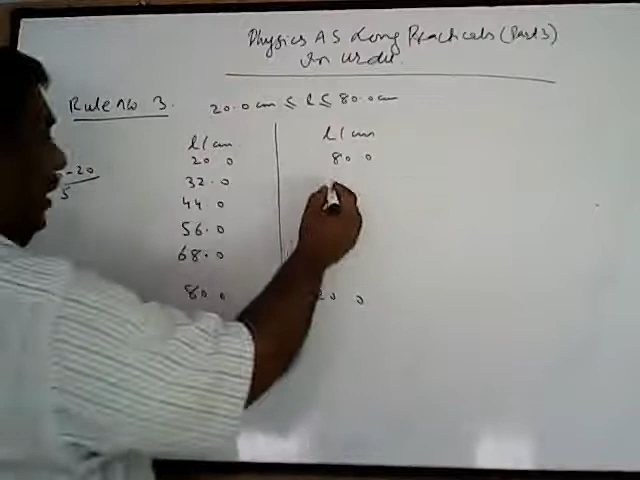 Physics AS Long Practicals (Part 3)
In Urdu.
Rule no 3. 20.0 cm ≤ l ≤ 80.0 cm
l/cm
20.0
32.0
44.0
56.0
68.0
80.0
l/cm
80.0
20.0
-20
5